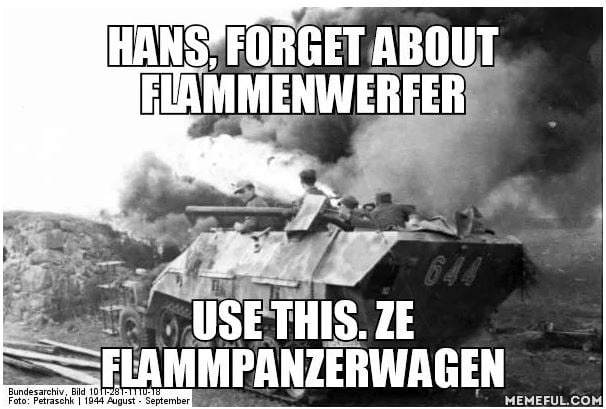 HANS, FORGET ABOUT
FLAMMENWERFER
644
USE THIS. ZE
FLAMMPANZERWAGEN
Bundesarchiv, Bild 101I-281-1110-18
Foto: Petraschk | 1944 August - September
MEMEFUL.COM